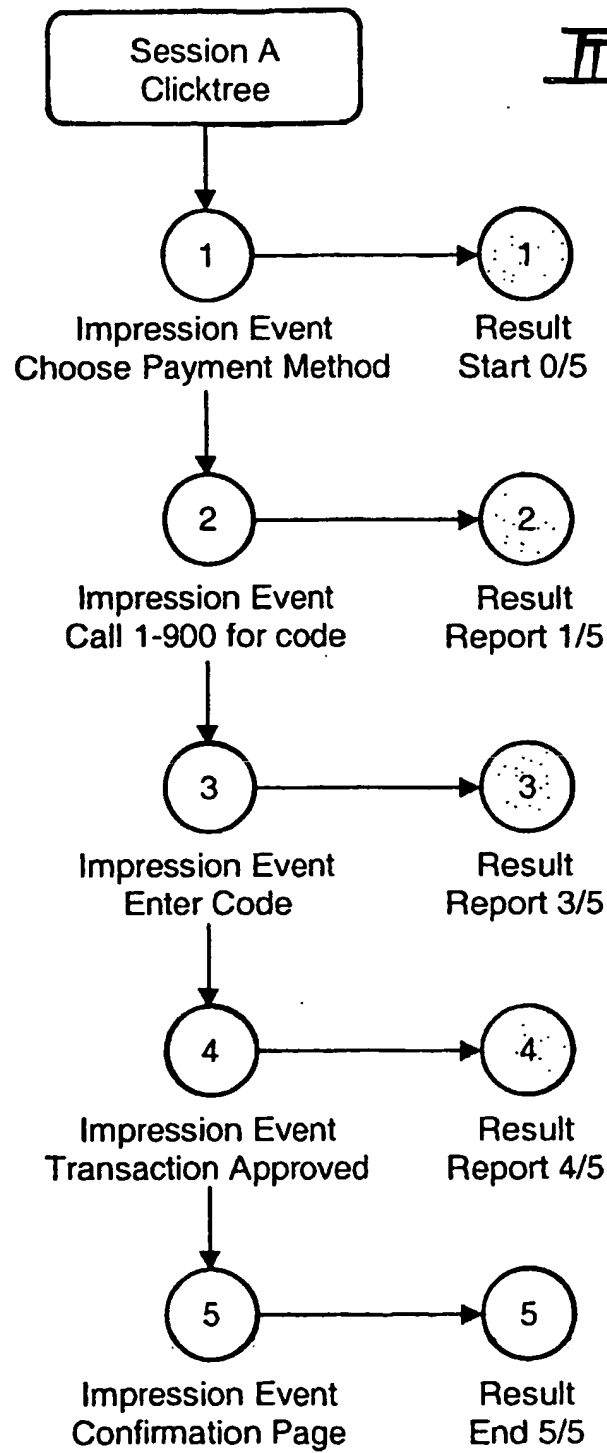 Session A
Clicktree
1
1
Impression Event
Choose Payment Method
Result
Start 0/5
2
2
Impression Event
Call 1-900 for code
Result
Report 1/5
3
3
Impression Event
Enter Code
Result
Report 3/5
4
4
Impression Event
Transaction Approved
Result
Report 4/5
5
5
Impression Event
Confirmation Page
Result
End 5/5